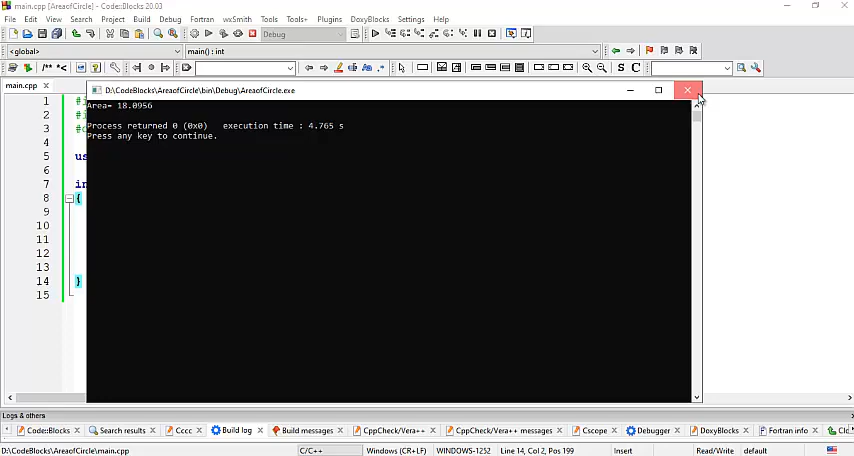 main.cpp [AreaofCircle] - Code::Blocks 20.03
File Edit View Search Project Build Debug Fortran wxSmith Tools Tools+ Plugins DoxyBlocks Settings Help
Debug
<global>
main() : int
/** *<
Aa .*
S C
main.cpp
D:\CodeBlocks\AreaofCircle\bin\Debug\AreaofCircle.exe
Area= 18.0956
Process returned 0 (0x0) execution time : 4.765 s
Press any key to continue.
1
2
3
4
5
6
7
8 {
9
10
11
12
13
14 }
15
Logs & others
Code::Blocks Search results Cccc Build log Build messages CppCheck/Vera++ CppCheck/Vera++ messages Cscope Debugger DoxyBlocks Fortran info
D:\CodeBlocks\AreaofCircle\main.cpp C/C++ Windows (CR+LF) WINDOWS-1252 Line 14, Col 2, Pos 199 Insert Read/Write default